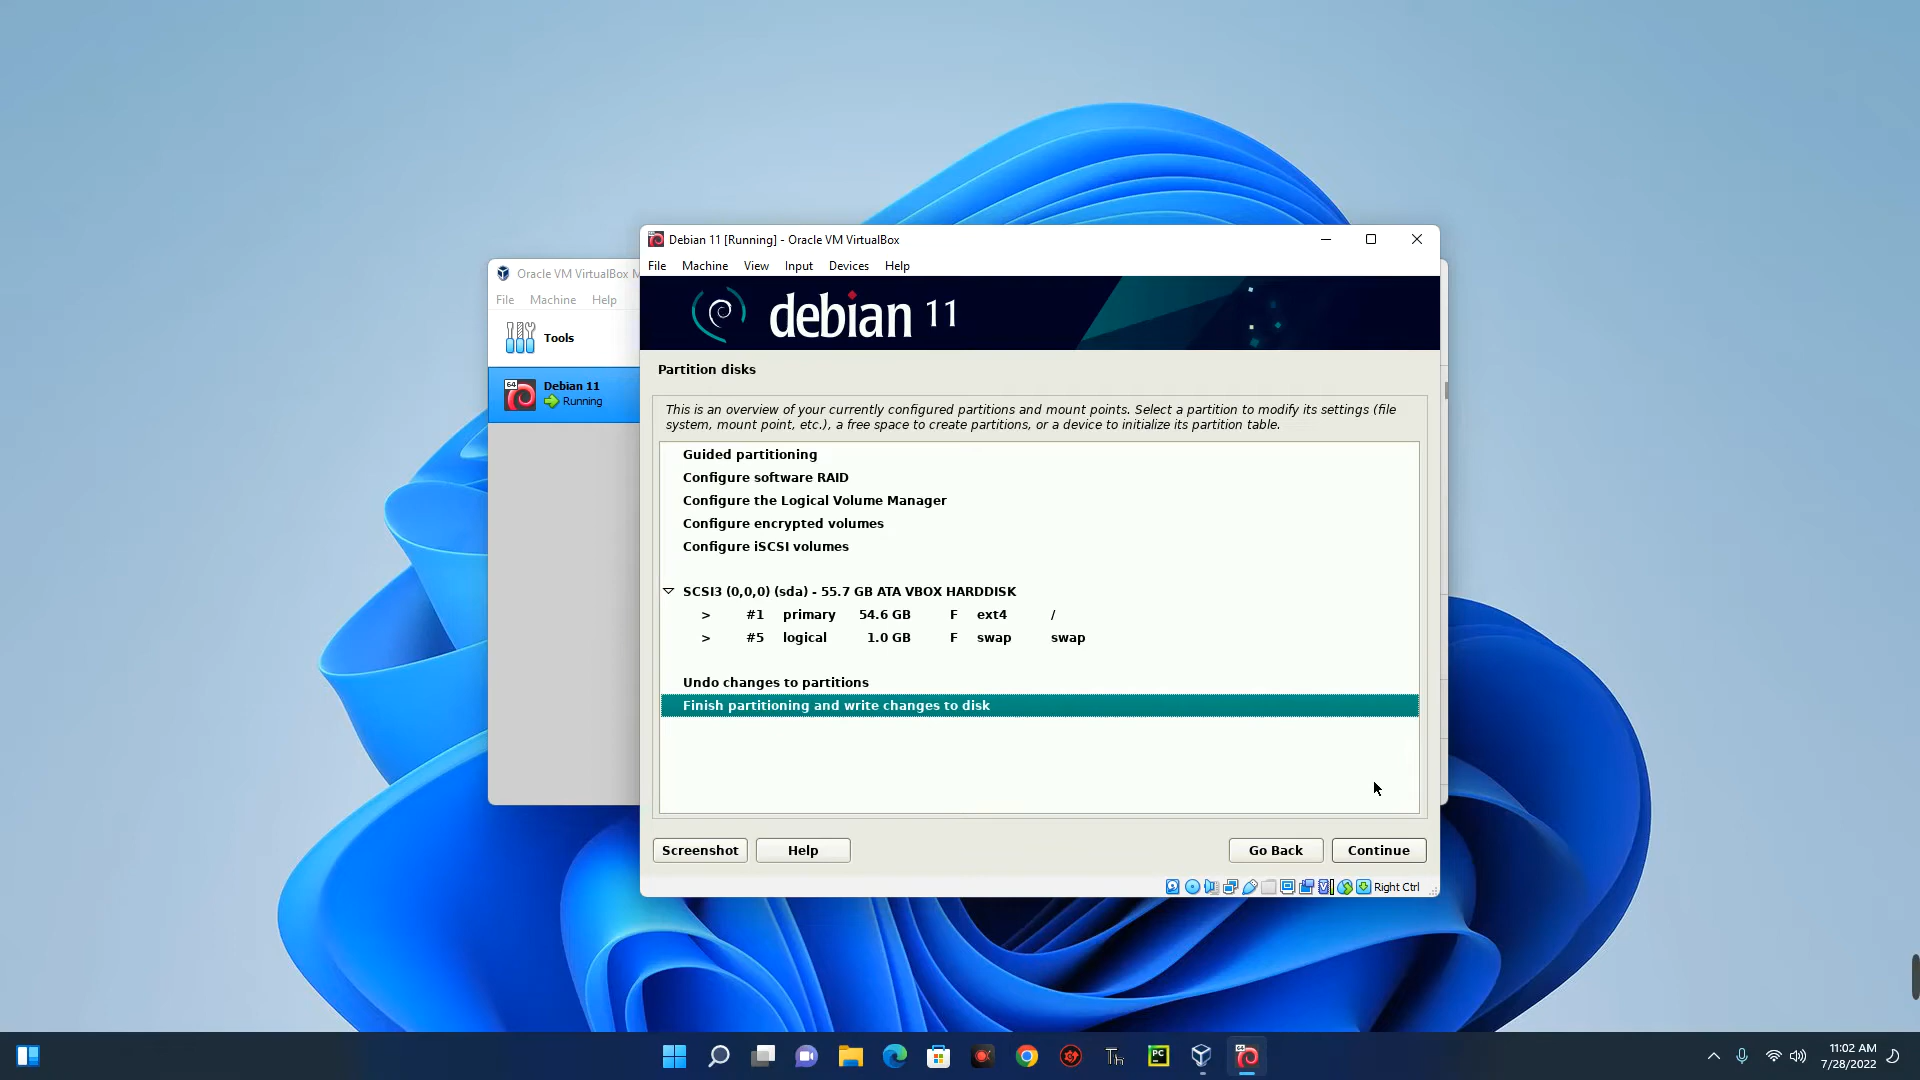 Debian 11 [Running] - Oracle VM VirtualBox
File Machine View Input Devices Help
Oracle VM VirtualBox M
File Machine Help
Tools
64
Debian 11
Running
debian 11
Partition disks
This is an overview of your currently configured partitions and mount points. Select a partition to modify its settings (file
system, mount point, etc.), a free space to create partitions, or a device to initialize its partition table.
Guided partitioning
Configure software RAID
Configure the Logical Volume Manager
Configure encrypted volumes
Configure iSCSI volumes
SCSI3 (0,0,0) (sda) - 55.7 GB ATA VBOX HARDDISK
> #1 primary 54.6 GB F ext4 /
> #5 logical 1.0 GB F swap swap
Undo changes to partitions
Finish partitioning and write changes to disk
Screenshot Help Go Back Continue
Right Ctrl
Th PC 64
11:02 AM
7/28/2022